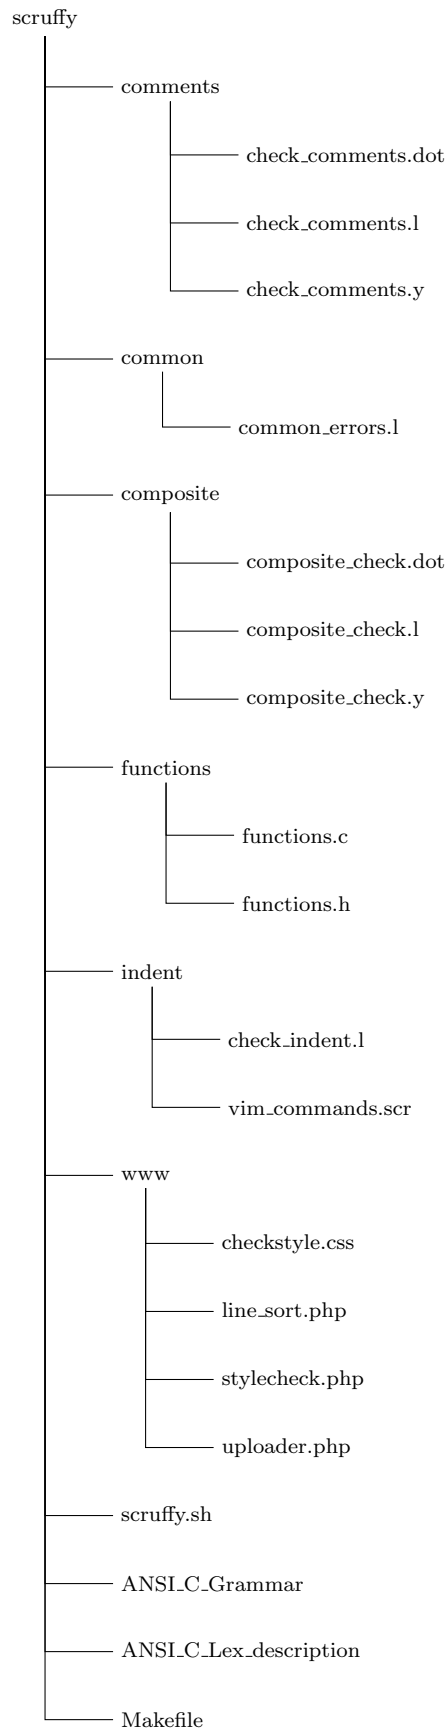 scruffy
comments
check_comments.dot
check_comments.l
check_comments.y
common
common_errors.l
composite
composite_check.dot
composite_check.l
composite_check.y
functions
functions.c
functions.h
indent
check_indent.l
vim_commands.scr
www
checkstyle.css
line_sort.php
stylecheck.php
uploader.php
scruffy.sh
ANSI_C_Grammar
ANSI_C_Lex_description
Makefile